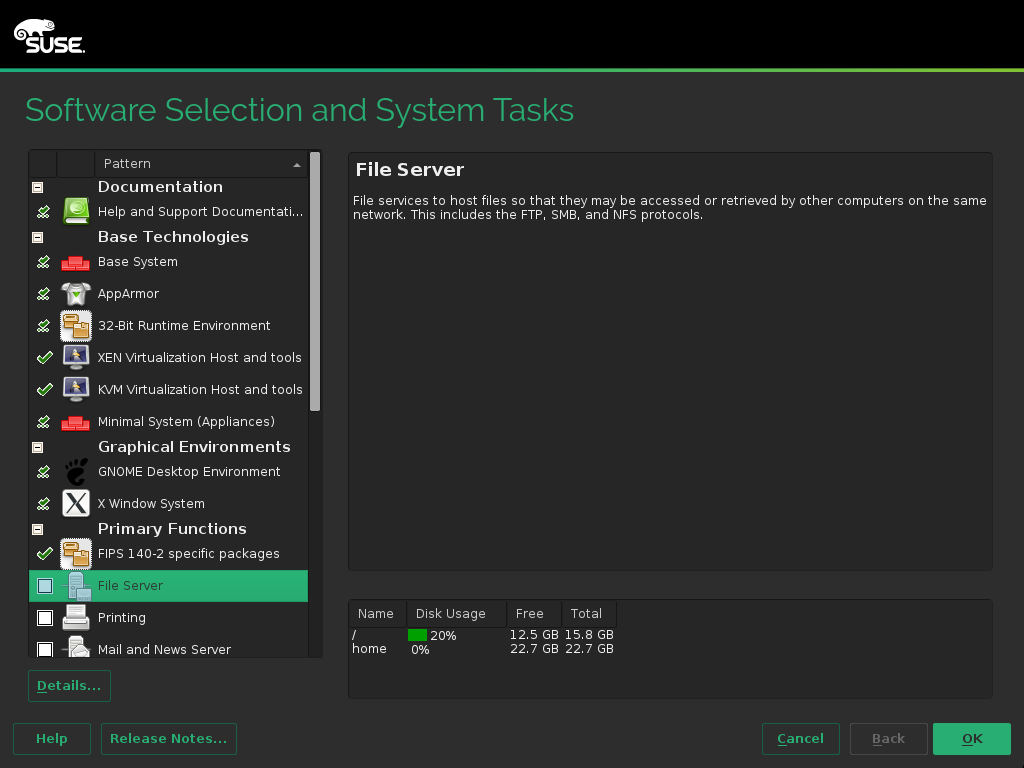 SUSE.
Software Selection and System Tasks
Pattern
Documentation
Help and Support Documentati...
Base Technologies
Base System
AppArmor
32-Bit Runtime Environment
XEN Virtualization Host and tools
KVM Virtualization Host and tools
Minimal System (Appliances)
Graphical Environments
GNOME Desktop Environment
X Window System
Primary Functions
FIPS 140-2 specific packages
File Server
Printing
Mail and News Server
Details...
File Server
File services to host files so that they may be accessed or retrieved by other computers on the same
network. This includes the FTP, SMB, and NFS protocols.
Name Disk Usage Free Total
/ 20% 12.5 GB 15.8 GB
home 0% 22.7 GB 22.7 GB
Help Release Notes... Cancel Back OK